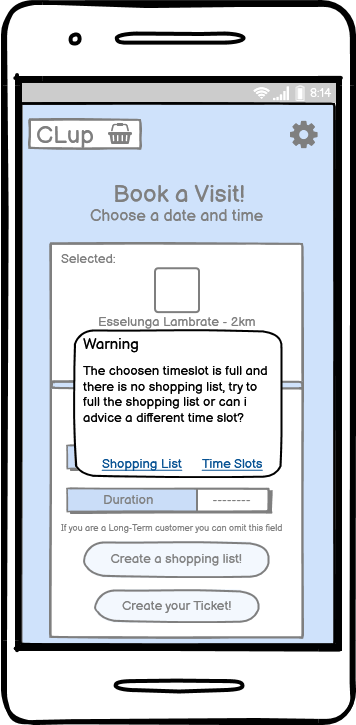 8:14
CLup
Book a Visit!
Choose a date and time
Selected:
Esselunga Lambrate - 2km
Warning
The choosen timeslot is full and
there is no shopping list, try to
full the shopping list or can i
advice a different time slot?
Shopping List Time Slots
Duration --------
If you are a Long-Term customer you can omit this field
Create a shopping list!
Create your Ticket!